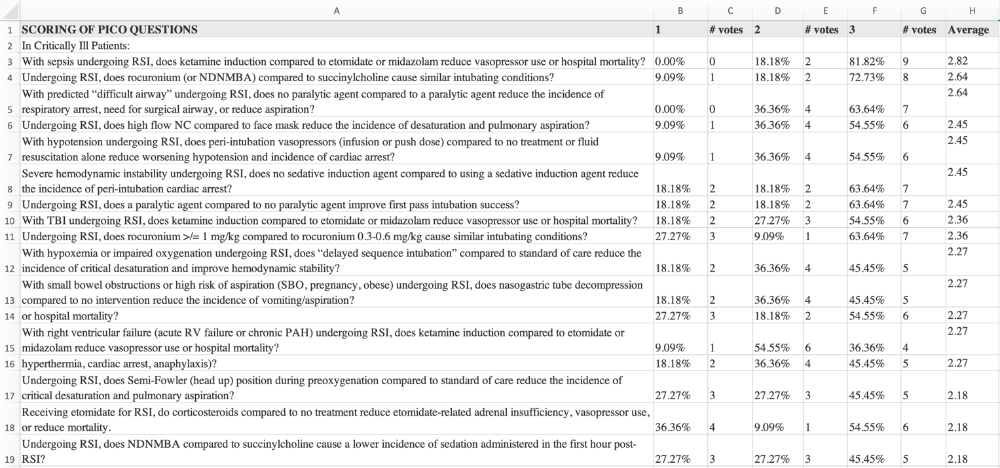 A B C D E F G H
1 SCORING OF PICO QUESTIONS 1 # votes 2 # votes 3 # votes Average
2 In Critically Ill Patients:
3 With sepsis undergoing RSI, does ketamine induction compared to etomidate or midazolam reduce vasopressor use or hospital mortality? 0.00% 0 18.18% 2 81.82% 9 2.82
4 Undergoing RSI, does rocuronium (or NDNMBA) compared to succinylcholine cause similar intubating conditions? 9.09% 1 18.18% 2 72.73% 8 2.64
With predicted “difficult airway” undergoing RSI, does no paralytic agent compared to a paralytic agent reduce the incidence of 2.64
5 respiratory arrest, need for surgical airway, or reduce aspiration? 0.00% 0 36.36% 4 63.64% 7
6 Undergoing RSI, does high flow NC compared to face mask reduce the incidence of desaturation and pulmonary aspiration? 9.09% 1 36.36% 4 54.55% 6 2.45
With hypotension undergoing RSI, does peri-intubation vasopressors (infusion or push dose) compared to no treatment or fluid 2.45
7 resuscitation alone reduce worsening hypotension and incidence of cardiac arrest? 9.09% 1 36.36% 4 54.55% 6
Severe hemodynamic instability undergoing RSI, does no sedative induction agent compared to using a sedative induction agent reduce 2.45
8 the incidence of peri-intubation cardiac arrest? 18.18% 2 18.18% 2 63.64% 7
9 Undergoing RSI, does a paralytic agent compared to no paralytic agent improve first pass intubation success? 18.18% 2 18.18% 2 63.64% 7 2.45
10 With TBI undergoing RSI, does ketamine induction compared to etomidate or midazolam reduce vasopressor use or hospital mortality? 18.18% 2 27.27% 3 54.55% 6 2.36
11 Undergoing RSI, does rocuronium >/= 1 mg/kg compared to rocuronium 0.3-0.6 mg/kg cause similar intubating conditions? 27.27% 3 9.09% 1 63.64% 7 2.36
With hypoxemia or impaired oxygenation undergoing RSI, does “delayed sequence intubation” compared to standard of care reduce the 2.27
12 incidence of critical desaturation and improve hemodynamic stability? 18.18% 2 36.36% 4 45.45% 5
With small bowel obstructions or high risk of aspiration (SBO, pregnancy, obese) undergoing RSI, does nasogastric tube decompression 2.27
13 compared to no intervention reduce the incidence of vomiting/aspiration? 18.18% 2 36.36% 4 45.45% 5
14 or hospital mortality? 27.27% 3 18.18% 2 54.55% 6 2.27
With right ventricular failure (acute RV failure or chronic PAH) undergoing RSI, does ketamine induction compared to etomidate or 2.27
15 midazolam reduce vasopressor use or hospital mortality? 9.09% 1 54.55% 6 36.36% 4
16 hyperthermia, cardiac arrest, anaphylaxis)? 18.18% 2 36.36% 4 45.45% 5 2.27
Undergoing RSI, does Semi-Fowler (head up) position during preoxygenation compared to standard of care reduce the incidence of
17 critical desaturation and pulmonary aspiration? 27.27% 3 27.27% 3 45.45% 5 2.18
Receiving etomidate for RSI, do corticosteroids compared to no treatment reduce etomidate-related adrenal insufficiency, vasopressor use,
18 or reduce mortality. 36.36% 4 9.09% 1 54.55% 6 2.18
Undergoing RSI, does NDNMBA compared to succinylcholine cause a lower incidence of sedation administered in the first hour post-
19 RSI? 27.27% 3 27.27% 3 45.45% 5 2.18